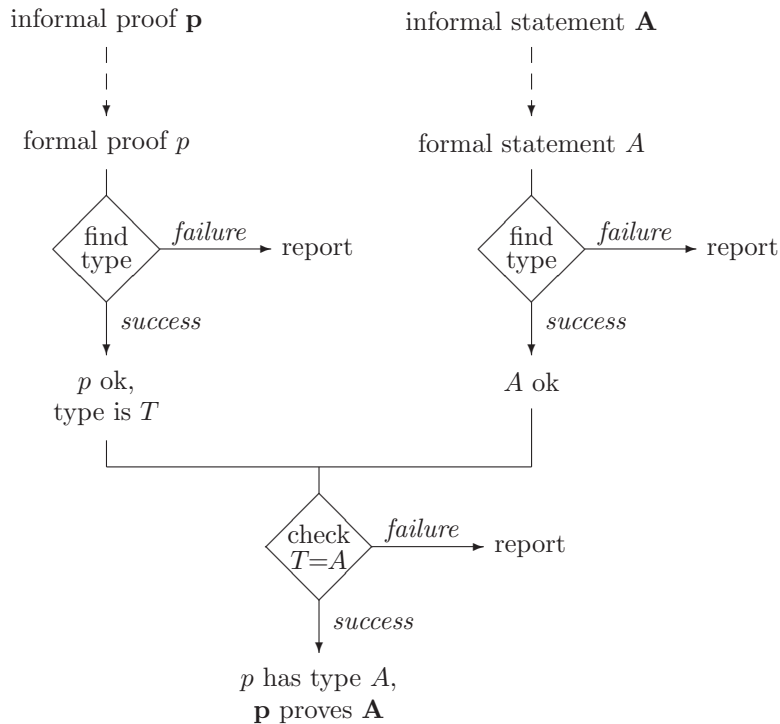 informal proof p
informal statement A
formal proof p
formal statement A
find
type
failure
report
find
type
failure
report
success
success
p ok,
type is T
A ok
check
T=A
failure
report
success
p has type A,
p proves A